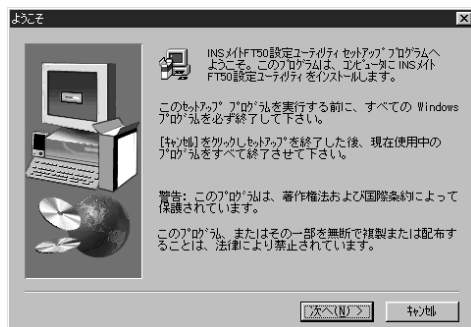 ようこそ
INSﾒｲﾄFT50設定ﾕｰﾃｨﾘﾃｨ ｾｯﾄｱｯﾌﾟ ﾌﾟﾛｸﾞﾗﾑへ
ようこそ。このﾌﾟﾛｸﾞﾗﾑは、ｺﾝﾋﾟｭｰﾀに INSﾒｲﾄ
FT50設定ﾕｰﾃｨﾘﾃｨ をｲﾝｽﾄｰﾙします。
このｾｯﾄｱｯﾌﾟ ﾌﾟﾛｸﾞﾗﾑを実行する前に、すべての Windows
ﾌﾟﾛｸﾞﾗﾑを必ず終了して下さい。
[ｷｬﾝｾﾙ] をｸﾘｯｸしｾｯﾄｱｯﾌﾟを終了した後、現在使用中の
ﾌﾟﾛｸﾞﾗﾑをすべて終了させて下さい。
警告: このﾌﾟﾛｸﾞﾗﾑは、著作権法および国際条約によって
保護されています。
このﾌﾟﾛｸﾞﾗﾑ、またはその一部を無断で複製または配布す
ることは、法律により禁止されています。
次へ(N) >
ｷｬﾝｾﾙ